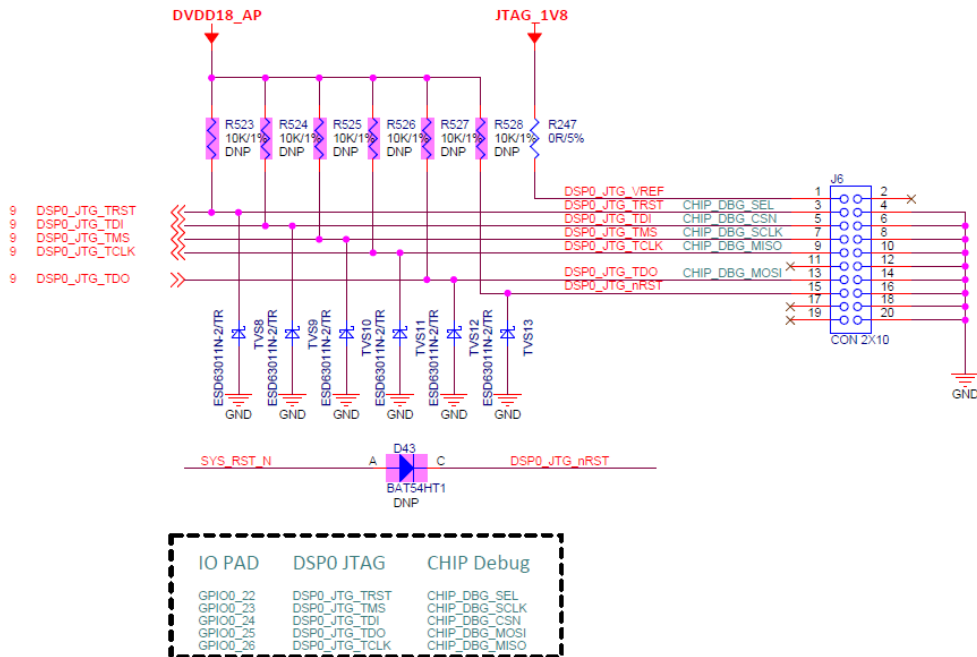 DVDD18_AP JTAG_1V8
R523 R524 R525 R526 R527 R528 R247
10K/1% 10K/1% 10K/1% 10K/1% 10K/1% 10K/1% 0R/5%
DNP DNP DNP DNP DNP DNP
J6
DSP0_JTG_VREF 1 2
9 DSP0_JTG_TRST DSP0_JTG_TRST CHIP_DBG_SEL 3 4
9 DSP0_JTG_TDI DSP0_JTG_TDI CHIP_DBG_CSN 5 6
9 DSP0_JTG_TMS DSP0_JTG_TMS CHIP_DBG_SCLK 7 8
9 DSP0_JTG_TCLK DSP0_JTG_TCLK CHIP_DBG_MISO 9 10
11 12
9 DSP0_JTG_TDO DSP0_JTG_TDO CHIP_DBG_MOSI 13 14
DSP0_JTG_nRST 15 16
17 18
19 20
CON 2X10
ESD63011N-2/TR TVS8 ESD63011N-2/TR TVS9 ESD63011N-2/TR TVS10 ESD63011N-2/TR TVS11 ESD63011N-2/TR TVS12 ESD63011N-2/TR TVS13
GND GND GND GND GND GND GND
D43
SYS_RST_N A C DSP0_JTG_nRST
BAT54HT1
DNP
IO PAD DSP0 JTAG CHIP Debug
GPIO0_22 DSP0_JTG_TRST CHIP_DBG_SEL
GPIO0_23 DSP0_JTG_TMS CHIP_DBG_SCLK
GPIO0_24 DSP0_JTG_TDI CHIP_DBG_CSN
GPIO0_25 DSP0_JTG_TDO CHIP_DBG_MOSI
GPIO0_26 DSP0_JTG_TCLK CHIP_DBG_MISO